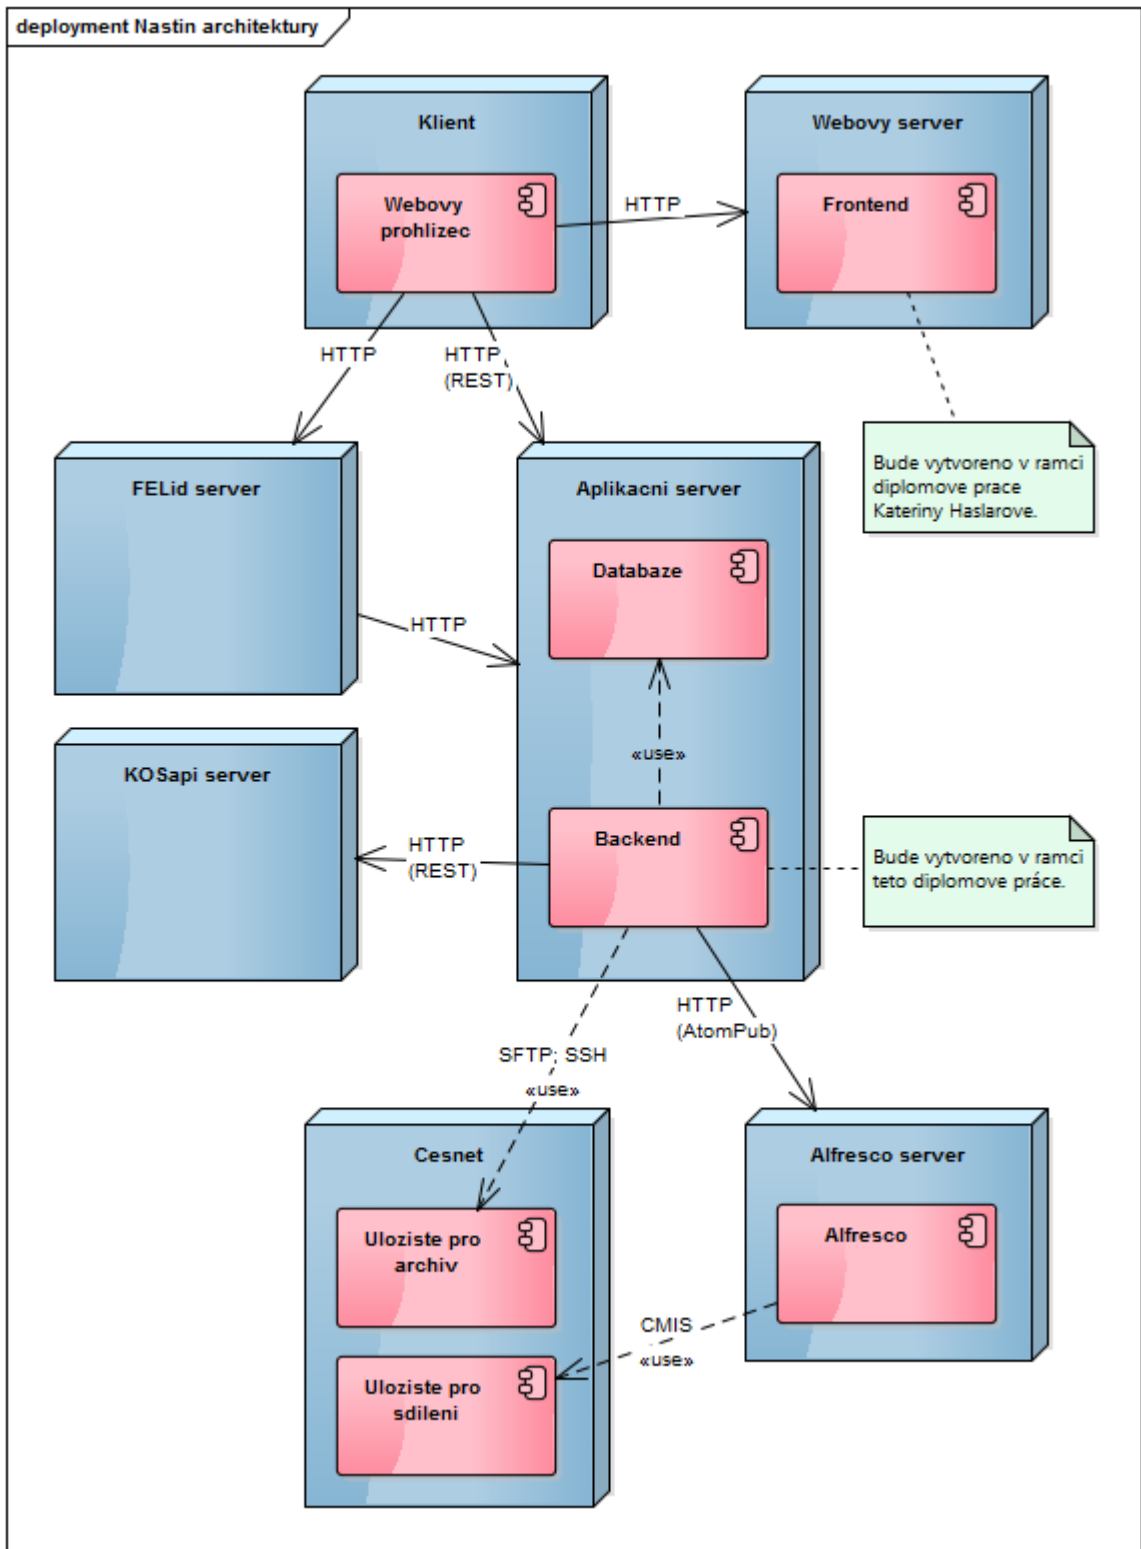 deployment Nastin architektury
Klient
Webovy
prohlizec
HTTP
Webovy server
Frontend
HTTP
HTTP
(REST)
Bude vytvoreno v ramci
diplomove prace
Kateriny Haslarove.
FELid server
HTTP
Aplikacni server
Databaze
«use»
Backend
KOSapi server
HTTP
(REST)
Bude vytvoreno v ramci
teto diplomove práce.
SFTP; SSH
«use»
HTTP
(AtomPub)
Cesnet
Uloziste pro
archiv
Uloziste pro
sdileni
CMIS
«use»
Alfresco server
Alfresco